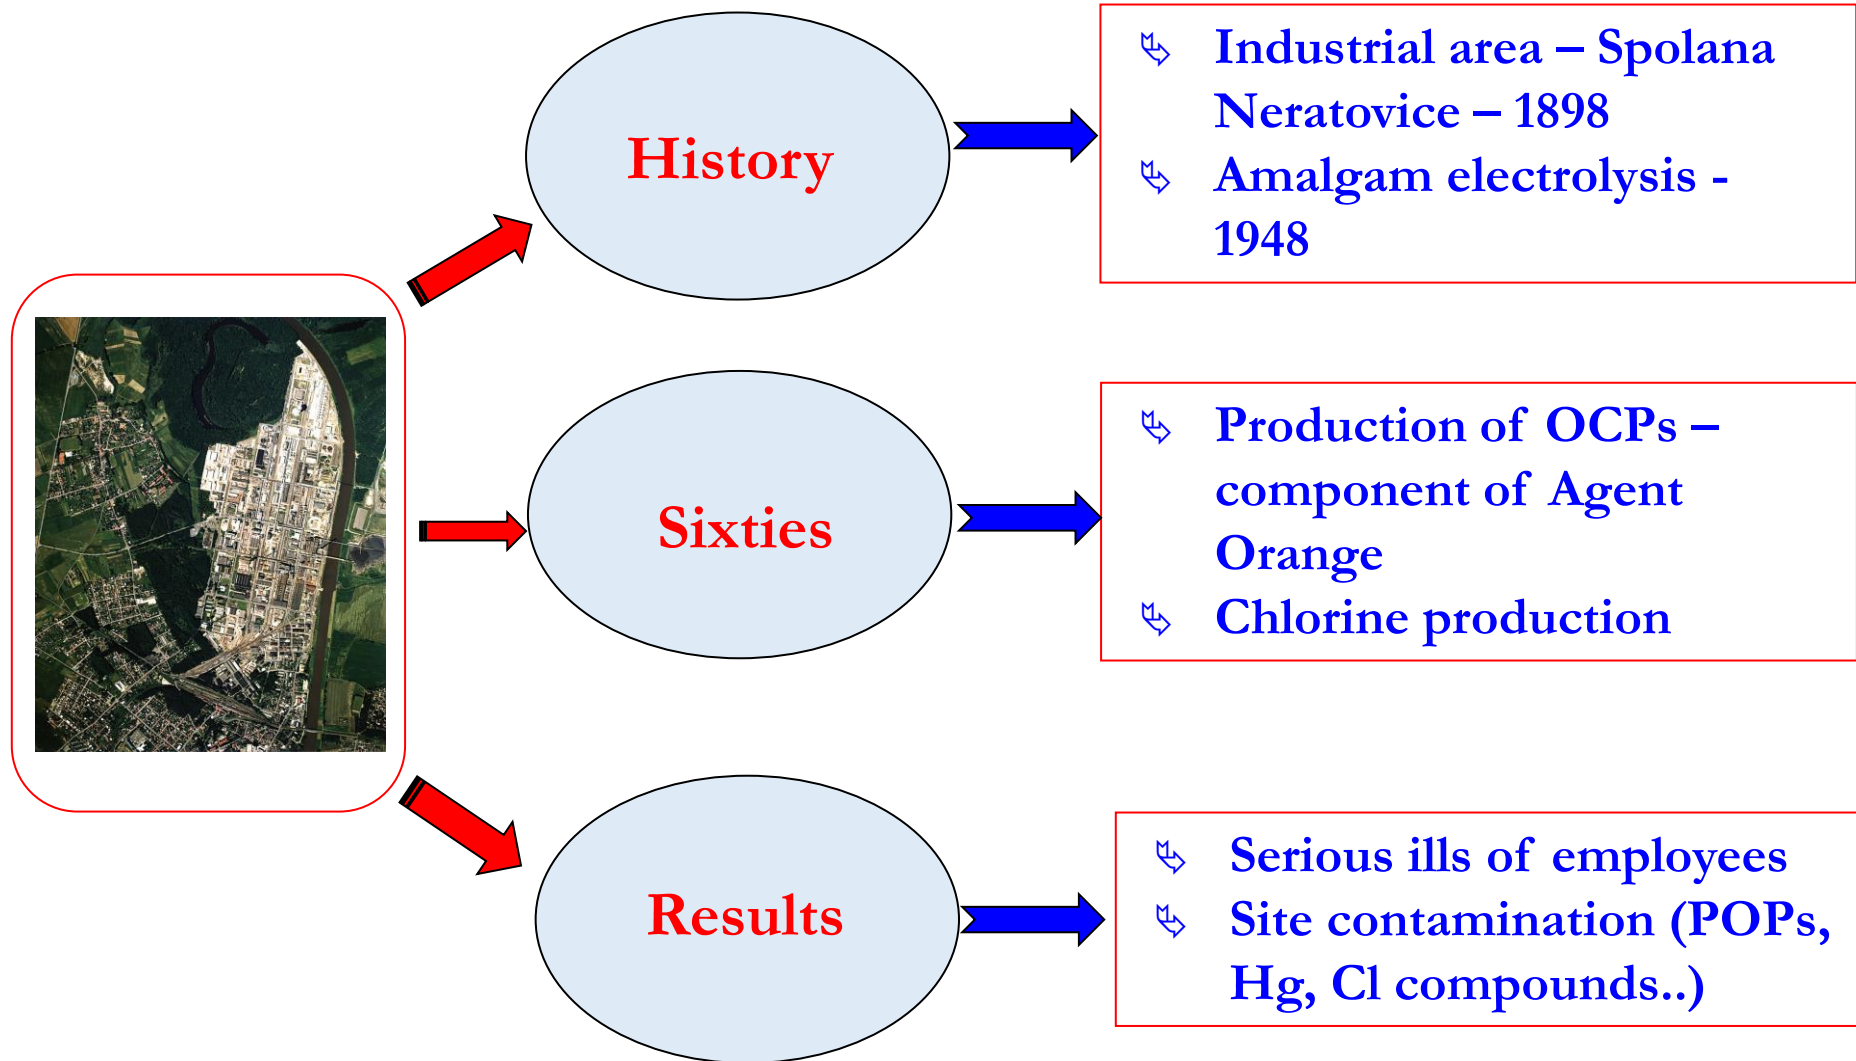 History
Industrial area – Spolana
Neratovice – 1898
Amalgam electrolysis -
1948
Sixties
Production of OCPs –
component of Agent
Orange
Chlorine production
Results
Serious ills of employees
Site contamination (POPs,
Hg, Cl compounds..)